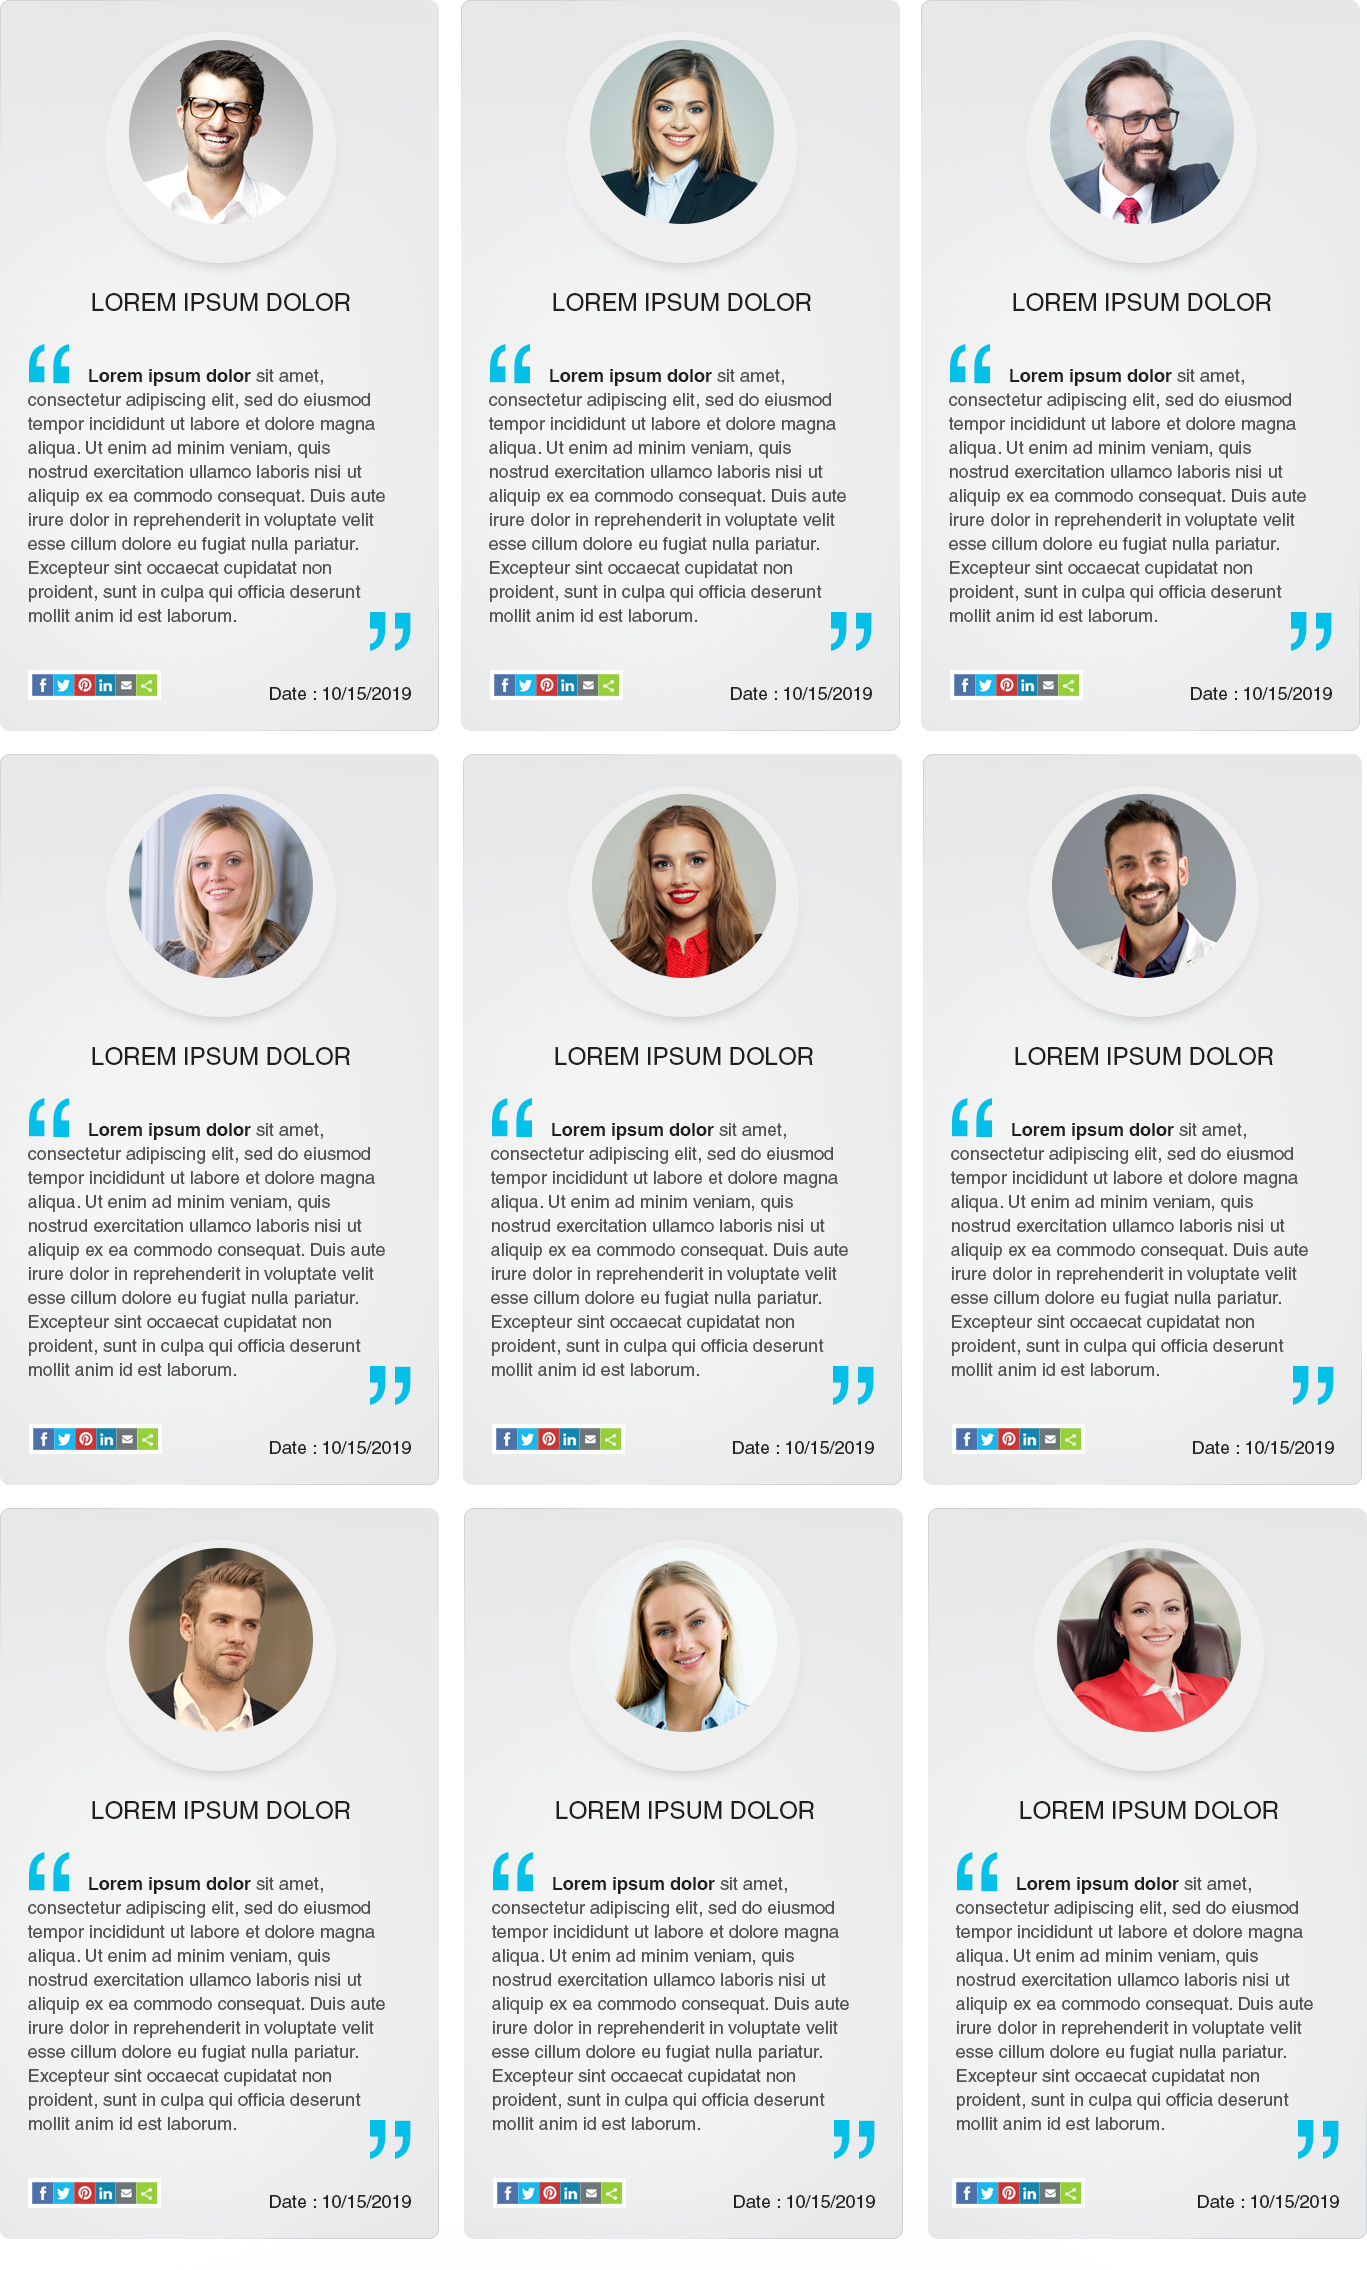 LOREM IPSUM DOLOR
“ Lorem ipsum dolor sit amet,
consectetur adipiscing elit, sed do eiusmod
tempor incididunt ut labore et dolore magna
aliqua. Ut enim ad minim veniam, quis
nostrud exercitation ullamco laboris nisi ut
aliquip ex ea commodo consequat. Duis aute
irure dolor in reprehenderit in voluptate velit
esse cillum dolore eu fugiat nulla pariatur.
Excepteur sint occaecat cupidatat non
proident, sunt in culpa qui officia deserunt
mollit anim id est laborum. ”
Date : 10/15/2019
LOREM IPSUM DOLOR
“ Lorem ipsum dolor sit amet,
consectetur adipiscing elit, sed do eiusmod
tempor incididunt ut labore et dolore magna
aliqua. Ut enim ad minim veniam, quis
nostrud exercitation ullamco laboris nisi ut
aliquip ex ea commodo consequat. Duis aute
irure dolor in reprehenderit in voluptate velit
esse cillum dolore eu fugiat nulla pariatur.
Excepteur sint occaecat cupidatat non
proident, sunt in culpa qui officia deserunt
mollit anim id est laborum. ”
Date : 10/15/2019
LOREM IPSUM DOLOR
“ Lorem ipsum dolor sit amet,
consectetur adipiscing elit, sed do eiusmod
tempor incididunt ut labore et dolore magna
aliqua. Ut enim ad minim veniam, quis
nostrud exercitation ullamco laboris nisi ut
aliquip ex ea commodo consequat. Duis aute
irure dolor in reprehenderit in voluptate velit
esse cillum dolore eu fugiat nulla pariatur.
Excepteur sint occaecat cupidatat non
proident, sunt in culpa qui officia deserunt
mollit anim id est laborum. ”
Date : 10/15/2019
LOREM IPSUM DOLOR
“ Lorem ipsum dolor sit amet,
consectetur adipiscing elit, sed do eiusmod
tempor incididunt ut labore et dolore magna
aliqua. Ut enim ad minim veniam, quis
nostrud exercitation ullamco laboris nisi ut
aliquip ex ea commodo consequat. Duis aute
irure dolor in reprehenderit in voluptate velit
esse cillum dolore eu fugiat nulla pariatur.
Excepteur sint occaecat cupidatat non
proident, sunt in culpa qui officia deserunt
mollit anim id est laborum. ”
Date : 10/15/2019
LOREM IPSUM DOLOR
“ Lorem ipsum dolor sit amet,
consectetur adipiscing elit, sed do eiusmod
tempor incididunt ut labore et dolore magna
aliqua. Ut enim ad minim veniam, quis
nostrud exercitation ullamco laboris nisi ut
aliquip ex ea commodo consequat. Duis aute
irure dolor in reprehenderit in voluptate velit
esse cillum dolore eu fugiat nulla pariatur.
Excepteur sint occaecat cupidatat non
proident, sunt in culpa qui officia deserunt
mollit anim id est laborum. ”
Date : 10/15/2019
LOREM IPSUM DOLOR
“ Lorem ipsum dolor sit amet,
consectetur adipiscing elit, sed do eiusmod
tempor incididunt ut labore et dolore magna
aliqua. Ut enim ad minim veniam, quis
nostrud exercitation ullamco laboris nisi ut
aliquip ex ea commodo consequat. Duis aute
irure dolor in reprehenderit in voluptate velit
esse cillum dolore eu fugiat nulla pariatur.
Excepteur sint occaecat cupidatat non
proident, sunt in culpa qui officia deserunt
mollit anim id est laborum. ”
Date : 10/15/2019
LOREM IPSUM DOLOR
“ Lorem ipsum dolor sit amet,
consectetur adipiscing elit, sed do eiusmod
tempor incididunt ut labore et dolore magna
aliqua. Ut enim ad minim veniam, quis
nostrud exercitation ullamco laboris nisi ut
aliquip ex ea commodo consequat. Duis aute
irure dolor in reprehenderit in voluptate velit
esse cillum dolore eu fugiat nulla pariatur.
Excepteur sint occaecat cupidatat non
proident, sunt in culpa qui officia deserunt
mollit anim id est laborum. ”
Date : 10/15/2019
LOREM IPSUM DOLOR
“ Lorem ipsum dolor sit amet,
consectetur adipiscing elit, sed do eiusmod
tempor incididunt ut labore et dolore magna
aliqua. Ut enim ad minim veniam, quis
nostrud exercitation ullamco laboris nisi ut
aliquip ex ea commodo consequat. Duis aute
irure dolor in reprehenderit in voluptate velit
esse cillum dolore eu fugiat nulla pariatur.
Excepteur sint occaecat cupidatat non
proident, sunt in culpa qui officia deserunt
mollit anim id est laborum. ”
Date : 10/15/2019
LOREM IPSUM DOLOR
“ Lorem ipsum dolor sit amet,
consectetur adipiscing elit, sed do eiusmod
tempor incididunt ut labore et dolore magna
aliqua. Ut enim ad minim veniam, quis
nostrud exercitation ullamco laboris nisi ut
aliquip ex ea commodo consequat. Duis aute
irure dolor in reprehenderit in voluptate velit
esse cillum dolore eu fugiat nulla pariatur.
Excepteur sint occaecat cupidatat non
proident, sunt in culpa qui officia deserunt
mollit anim id est laborum. ”
Date : 10/15/2019